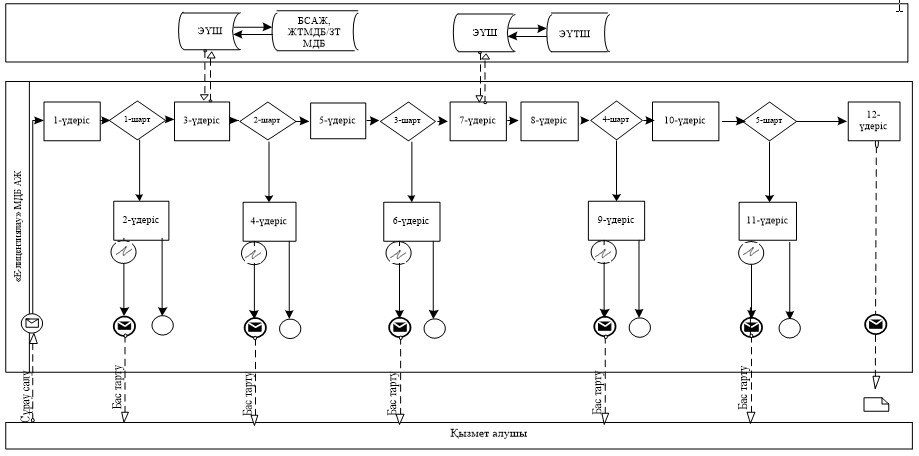 ЭҮШ
БСАЖ,
ЖТМДБ/ЗТ
МДБ
ЭҮШ
ЭҮТШ
«Е-лицензиялау» МДБ АЖ
1-үдеріс
1-шарт
3-үдеріс
2-шарт
5-үдеріс
3-шарт
7-үдеріс
8-үдеріс
4-шарт
10-үдеріс
5-шарт
12-
үдеріс
2-үдеріс
4-үдеріс
6-үдеріс
9-үдеріс
11-үдеріс
Сұрау салу
Бас тарту
Бас тарту
Бас тарту
Бас тарту
Бас тарту
Қызмет алушы